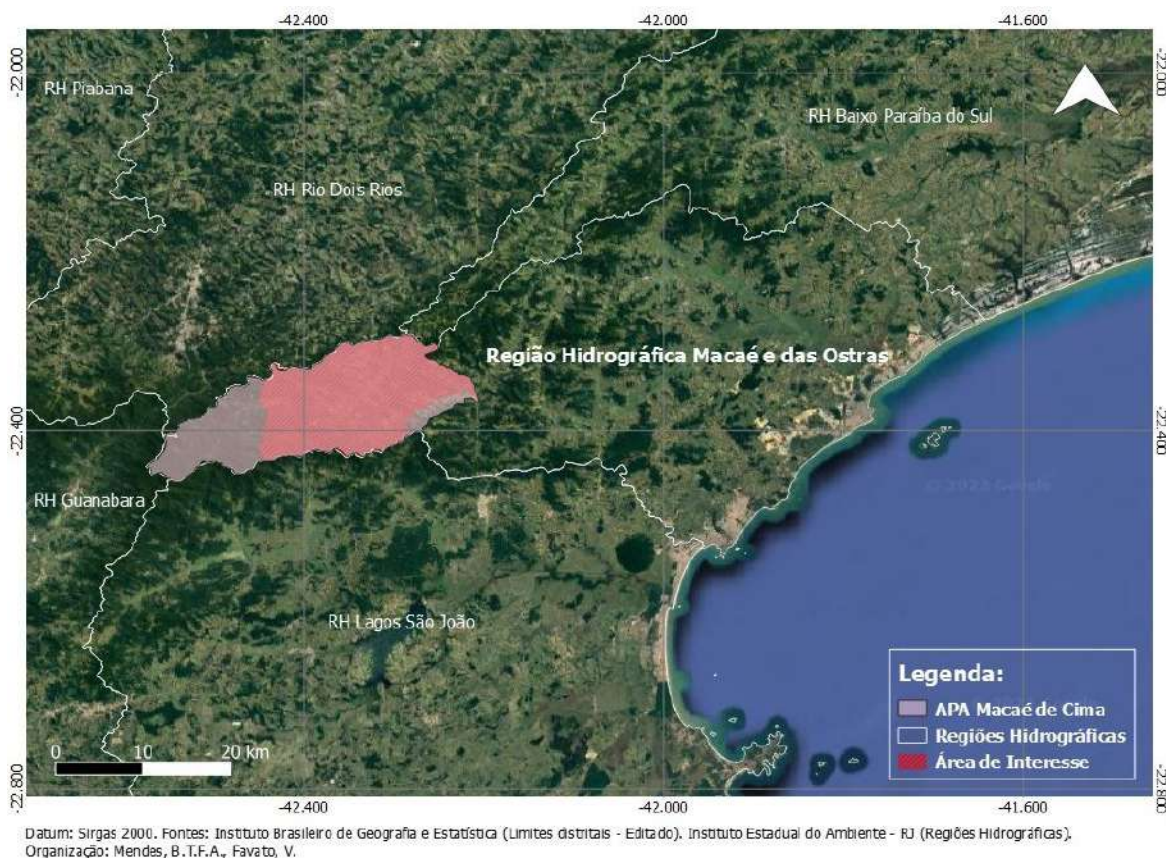 -42.400 -42.000 -41.600
-22.000 -22.000
RH Piabana
RH Baixo Paraíba do Sul
RH Rio Dois Rios
Região Hidrográfica Macaé e das Ostras
-22.400 -22.400
RH Guanabara
RH Lagos São João
Legenda:
APA Macaé de Cima
Regiões Hidrográficas
Área de Interesse
0 10 20 km
-22.800 -22.800
-42.400 -42.000 -41.600
Datum: Sirgas 2000. Fontes: Instituto Brasileiro de Geografia e Estatística (Limites distritais - Editado). Instituto Estadual do Ambiente - RJ (Regiões Hidrográficas).
Organização: Mendes, B.T.F.A., Favato, V.